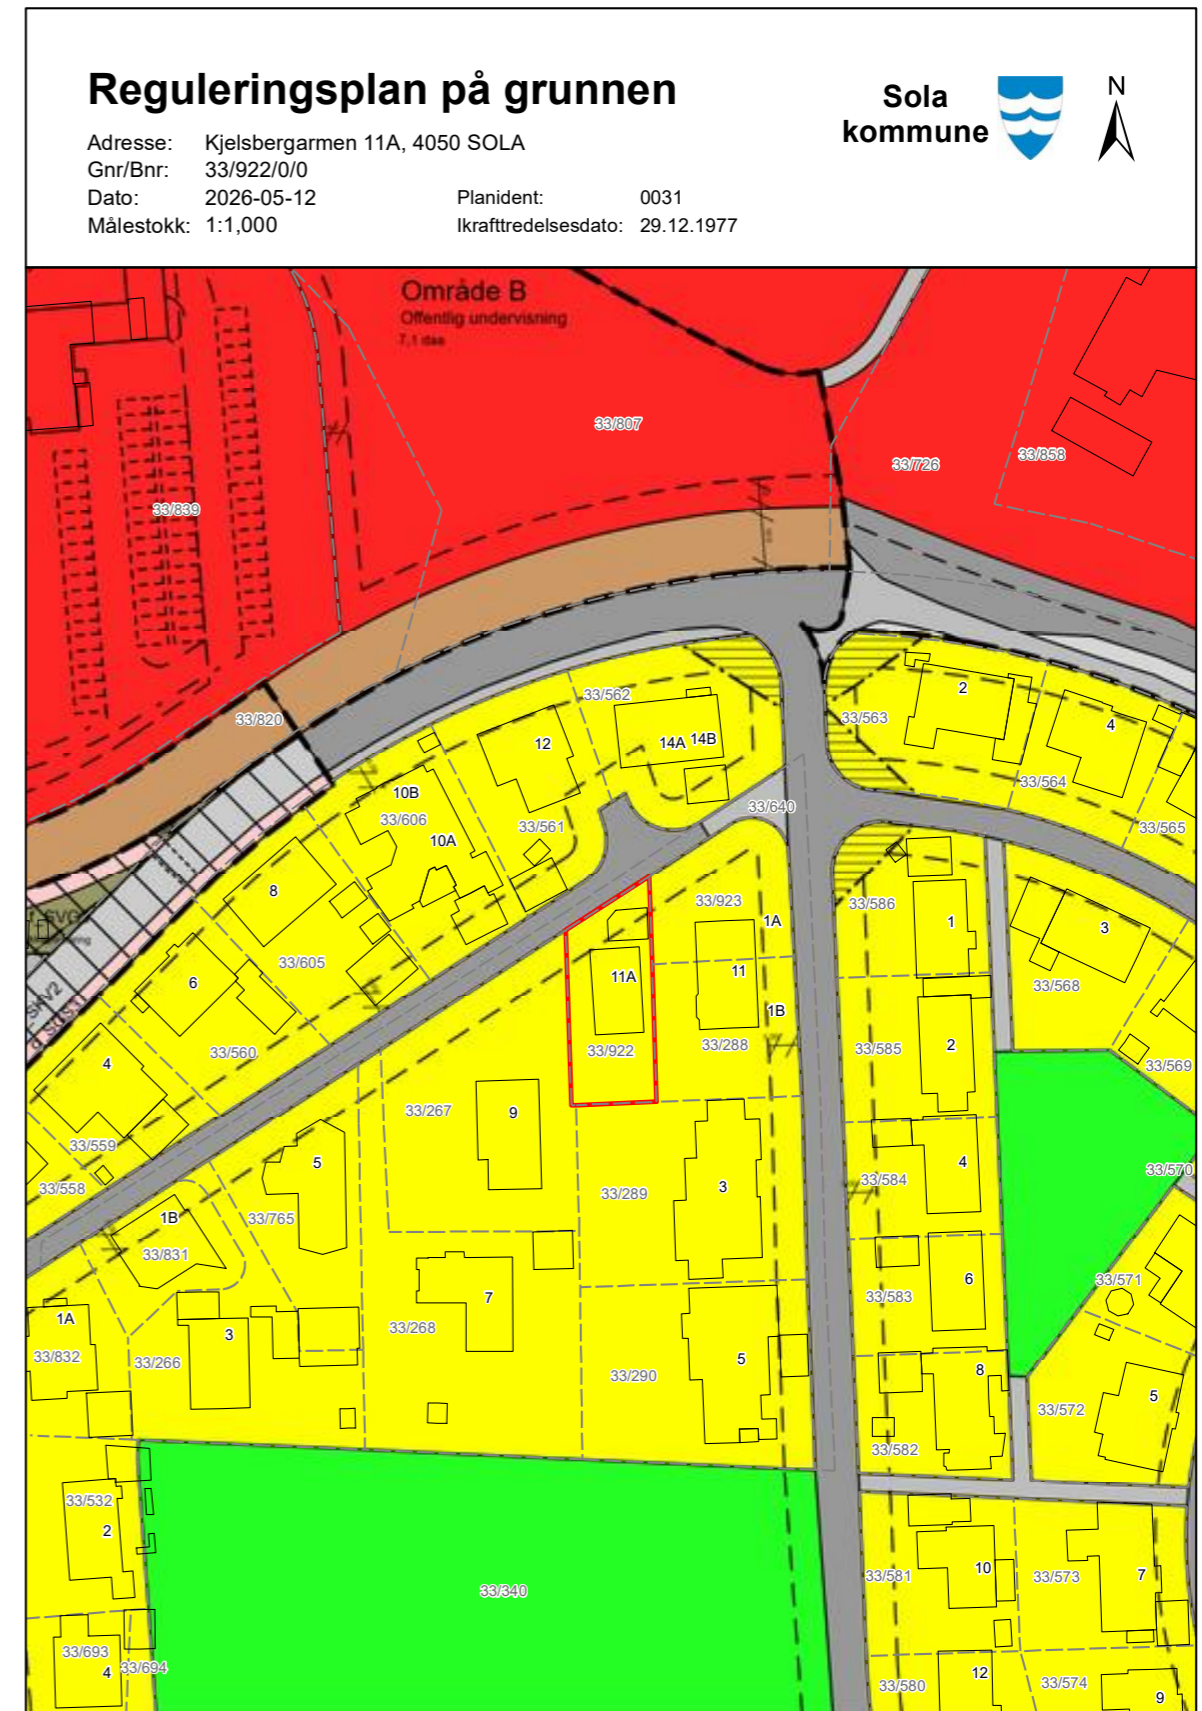 Reguleringsplan på grunnen
Sola
kommune
N
Adresse: Kjelsbergarmen 11A, 4050 SOLA
Gnr/Bnr: 33/922/0/0
Dato: 2026-05-12
Planident: 0031
Målestokk: 1:1,000
Ikrafttredelsesdato: 29.12.1977
Område B
Offentlig undervisning
7,1 daa
33/807
33/726
33/858
33/839
33/820
33/562
33/563
2
4
12
14A
14B
33/564
10B
33/606
10A
33/561
33/640
33/565
8
33/923
33/586
1
3
1A
SVG
33/605
11A
11
33/568
6
1B
SKV2
33/560
33/922
33/288
33/585
2
33/569
4
33/267
9
33/559
5
33/289
3
33/584
4
33/570
33/558
1B
33/765
33/831
33/583
6
33/571
7
1A
3
33/268
33/832
33/266
33/290
5
8
33/572
5
33/582
33/532
2
33/340
33/581
10
33/573
7
33/693
4
33/694
33/580
12
33/574
9